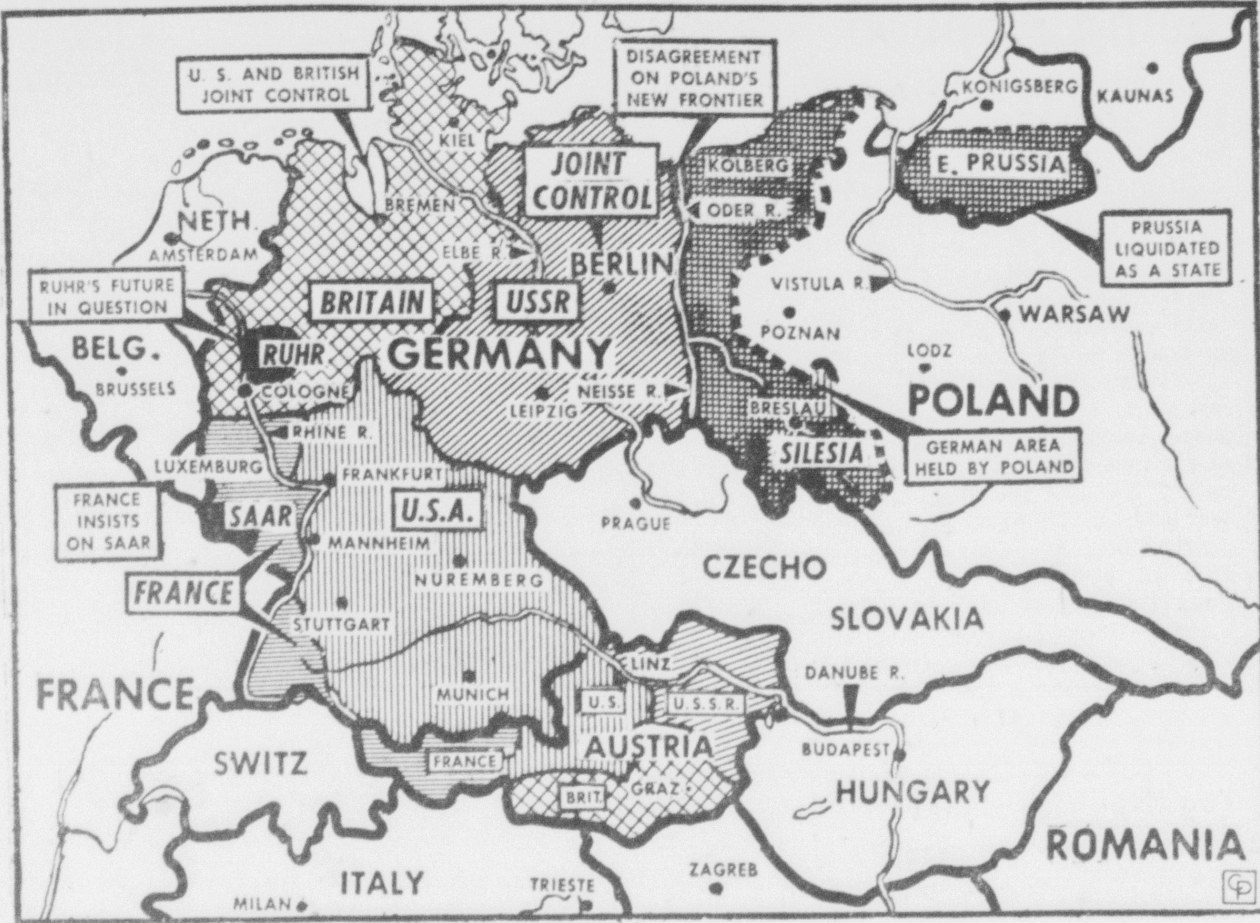 U. S. AND BRITISH
JOINT CONTROL
DISAGREEMENT
ON POLAND'S
NEW FRONTIER
KONIGSBERG
KAUNAS
KIEL
JOINT
CONTROL
KOLBERG
E. PRUSSIA
NETH.
AMSTERDAM
BREMEN
ELBE R.
ODER R.
PRUSSIA
LIQUIDATED
AS A STATE
BERLIN
RUHR'S FUTURE
IN QUESTION
BRITAIN
USSR
VISTULA R.
POZNAN
WARSAW
BELG.
BRUSSELS
RUHR
GERMANY
LODZ
COLOGNE
LEIPZIG
NEISSE R.
BRESLAU
POLAND
RHINE R.
SILESIA
GERMAN AREA
HELD BY POLAND
LUXEMBURG
FRANKFURT
FRANCE
INSISTS
ON SAAR
SAAR
U.S.A.
PRAGUE
MANNHEIM
NUREMBERG
CZECHO
SLOVAKIA
FRANCE
STUTTGART
LINZ
DANUBE R.
FRANCE
MUNICH
U.S.
U.S.S.R.
SWITZ
FRANCE
AUSTRIA
BUDAPEST
BRIT.
GRAZ
HUNGARY
ROMANIA
ITALY
MILAN
TRIESTE
ZAGREB
CP